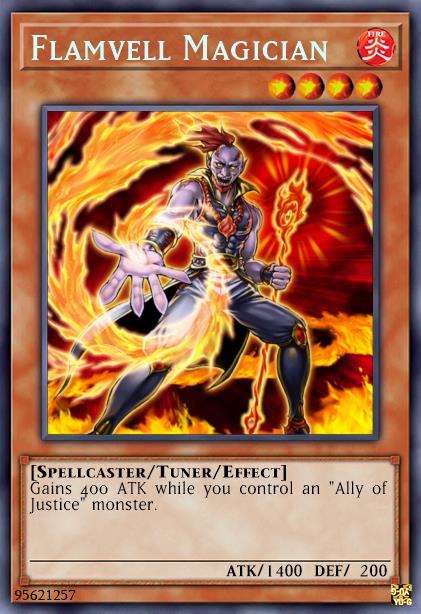 Flamvell Magician
FIRE
炎
[Spellcaster/Tuner/Effect]
Gains 400 ATK while you control an "Ally of
Justice" monster.
ATK/1400 DEF/ 200
95621257